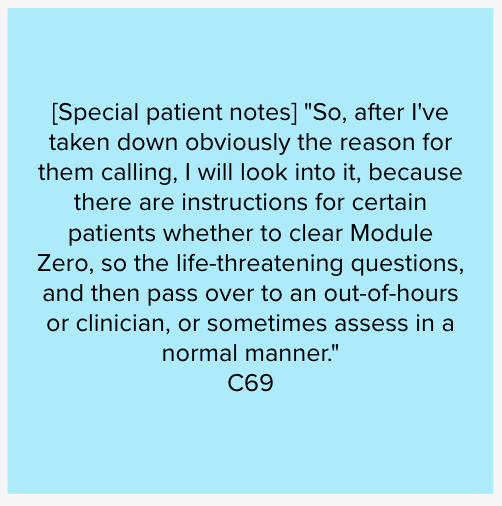 [Special patient notes] "So, after I've
taken down obviously the reason for
them calling, I will look into it, because
there are instructions for certain
patients whether to clear Module
Zero, so the life-threatening questions,
and then pass over to an out-of-hours
or clinician, or sometimes assess in a
normal manner."
C69